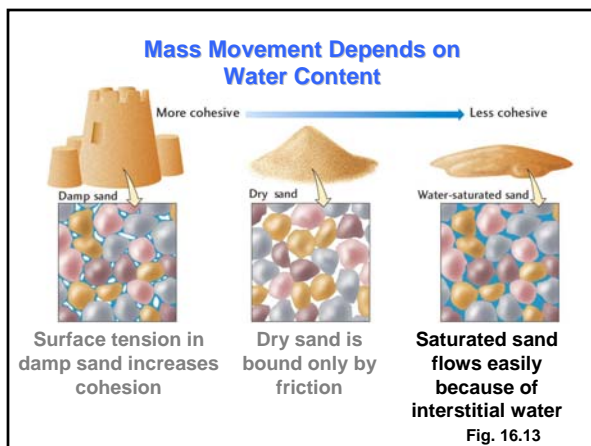 Mass Movement Depends on
Water Content
More cohesive
Less cohesive
Damp sand
Dry sand
Water-saturated sand
Surface tension in
damp sand increases
cohesion
Dry sand is
bound only by
friction
Saturated sand
flows easily
because of
interstitial water
Fig. 16.13